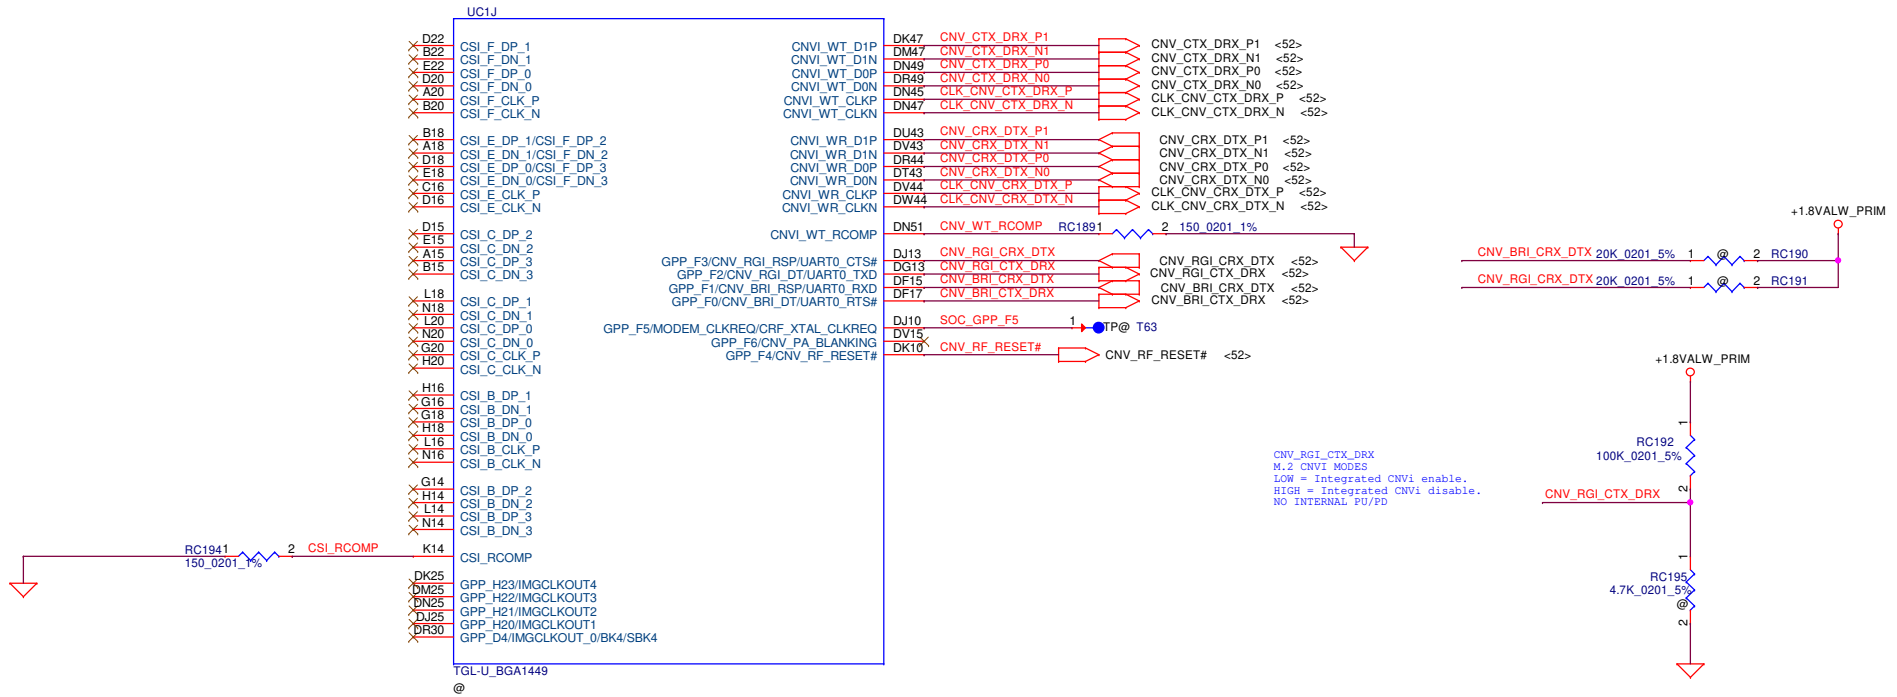 UC1J
D22 CSI_F_DP_1
B22 CSI_F_DN_1
E22 CSI_F_DP_0
D20 CSI_F_DN_0
A20 CSI_F_CLK_P
B20 CSI_F_CLK_N
B18 CSI_E_DP_1/CSI_F_DP_2
A18 CSI_E_DN_1/CSI_F_DN_2
D18 CSI_E_DP_0/CSI_F_DP_3
E18 CSI_E_DN_0/CSI_F_DN_3
C16 CSI_E_CLK_P
D16 CSI_E_CLK_N
D15 CSI_C_DP_2
E15 CSI_C_DN_2
A15 CSI_C_DP_3
B15 CSI_C_DN_3
L18 CSI_C_DP_1
N18 CSI_C_DN_1
L20 CSI_C_DP_0
N20 CSI_C_DN_0
G20 CSI_C_CLK_P
H20 CSI_C_CLK_N
H16 CSI_B_DP_1
G16 CSI_B_DN_1
G18 CSI_B_DP_0
H18 CSI_B_DN_0
L16 CSI_B_CLK_P
N16 CSI_B_CLK_N
G14 CSI_B_DP_2
H14 CSI_B_DN_2
L14 CSI_B_DP_3
N14 CSI_B_DN_3
RC194 1 2 CSI_RCOMP K14 CSI_RCOMP
150_0201_1%
DK25 GPP_H23/IMGCLKOUT4
DM25 GPP_H22/IMGCLKOUT3
DN25 GPP_H21/IMGCLKOUT2
DJ25 GPP_H20/IMGCLKOUT1
DR30 GPP_D4/IMGCLKOUT_0/BK4/SBK4
TGL-U_BGA1449
@
CNVI_WT_D1P DK47 CNV_CTX_DRX_P1 CNV_CTX_DRX_P1 <52>
CNVI_WT_D1N DM47 CNV_CTX_DRX_N1 CNV_CTX_DRX_N1 <52>
CNVI_WT_D0P DN49 CNV_CTX_DRX_P0 CNV_CTX_DRX_P0 <52>
CNVI_WT_D0N DR49 CNV_CTX_DRX_N0 CNV_CTX_DRX_N0 <52>
CNVI_WT_CLKP DN45 CLK_CNV_CTX_DRX_P CLK_CNV_CTX_DRX_P <52>
CNVI_WT_CLKN DN47 CLK_CNV_CTX_DRX_N CLK_CNV_CTX_DRX_N <52>
CNVI_WR_D1P DU43 CNV_CRX_DTX_P1 CNV_CRX_DTX_P1 <52>
CNVI_WR_D1N DV43 CNV_CRX_DTX_N1 CNV_CRX_DTX_N1 <52>
CNVI_WR_D0P DR44 CNV_CRX_DTX_P0 CNV_CRX_DTX_P0 <52>
CNVI_WR_D0N DT43 CNV_CRX_DTX_N0 CNV_CRX_DTX_N0 <52>
CNVI_WR_CLKP DV44 CLK_CNV_CRX_DTX_P CLK_CNV_CRX_DTX_P <52>
CNVI_WR_CLKN DW44 CLK_CNV_CRX_DTX_N CLK_CNV_CRX_DTX_N <52>
CNVI_WT_RCOMP DN51 CNV_WT_RCOMP RC189 1 2 150_0201_1%
GPP_F3/CNV_RGI_RSP/UART0_CTS# DJ13 CNV_RGI_CRX_DTX CNV_RGI_CRX_DTX <52>
GPP_F2/CNV_RGI_DT/UART0_TXD DG13 CNV_RGI_CTX_DRX CNV_RGI_CTX_DRX <52>
GPP_F1/CNV_BRI_RSP/UART0_RXD DF15 CNV_BRI_CRX_DTX CNV_BRI_CRX_DTX <52>
GPP_F0/CNV_BRI_DT/UART0_RTS# DF17 CNV_BRI_CTX_DRX CNV_BRI_CTX_DRX <52>
GPP_F5/MODEM_CLKREQ/CRF_XTAL_CLKREQ DJ10 SOC_GPP_F5 1 TP@ T63
GPP_F6/CNV_PA_BLANKING DV15
GPP_F4/CNV_RF_RESET# DK10 CNV_RF_RESET# CNV_RF_RESET# <52>
+1.8VALW_PRIM
CNV_BRI_CRX_DTX 20K_0201_5% 1 @ 2 RC190
CNV_RGI_CRX_DTX 20K_0201_5% 1 @ 2 RC191
+1.8VALW_PRIM
1
RC192
100K_0201_5%
2
CNV_RGI_CTX_DRX
M.2 CNVI MODES
LOW = Integrated CNVi enable.
HIGH = Integrated CNVi disable.
NO INTERNAL PU/PD
CNV_RGI_CTX_DRX
1
RC195
4.7K_0201_5%
@
2